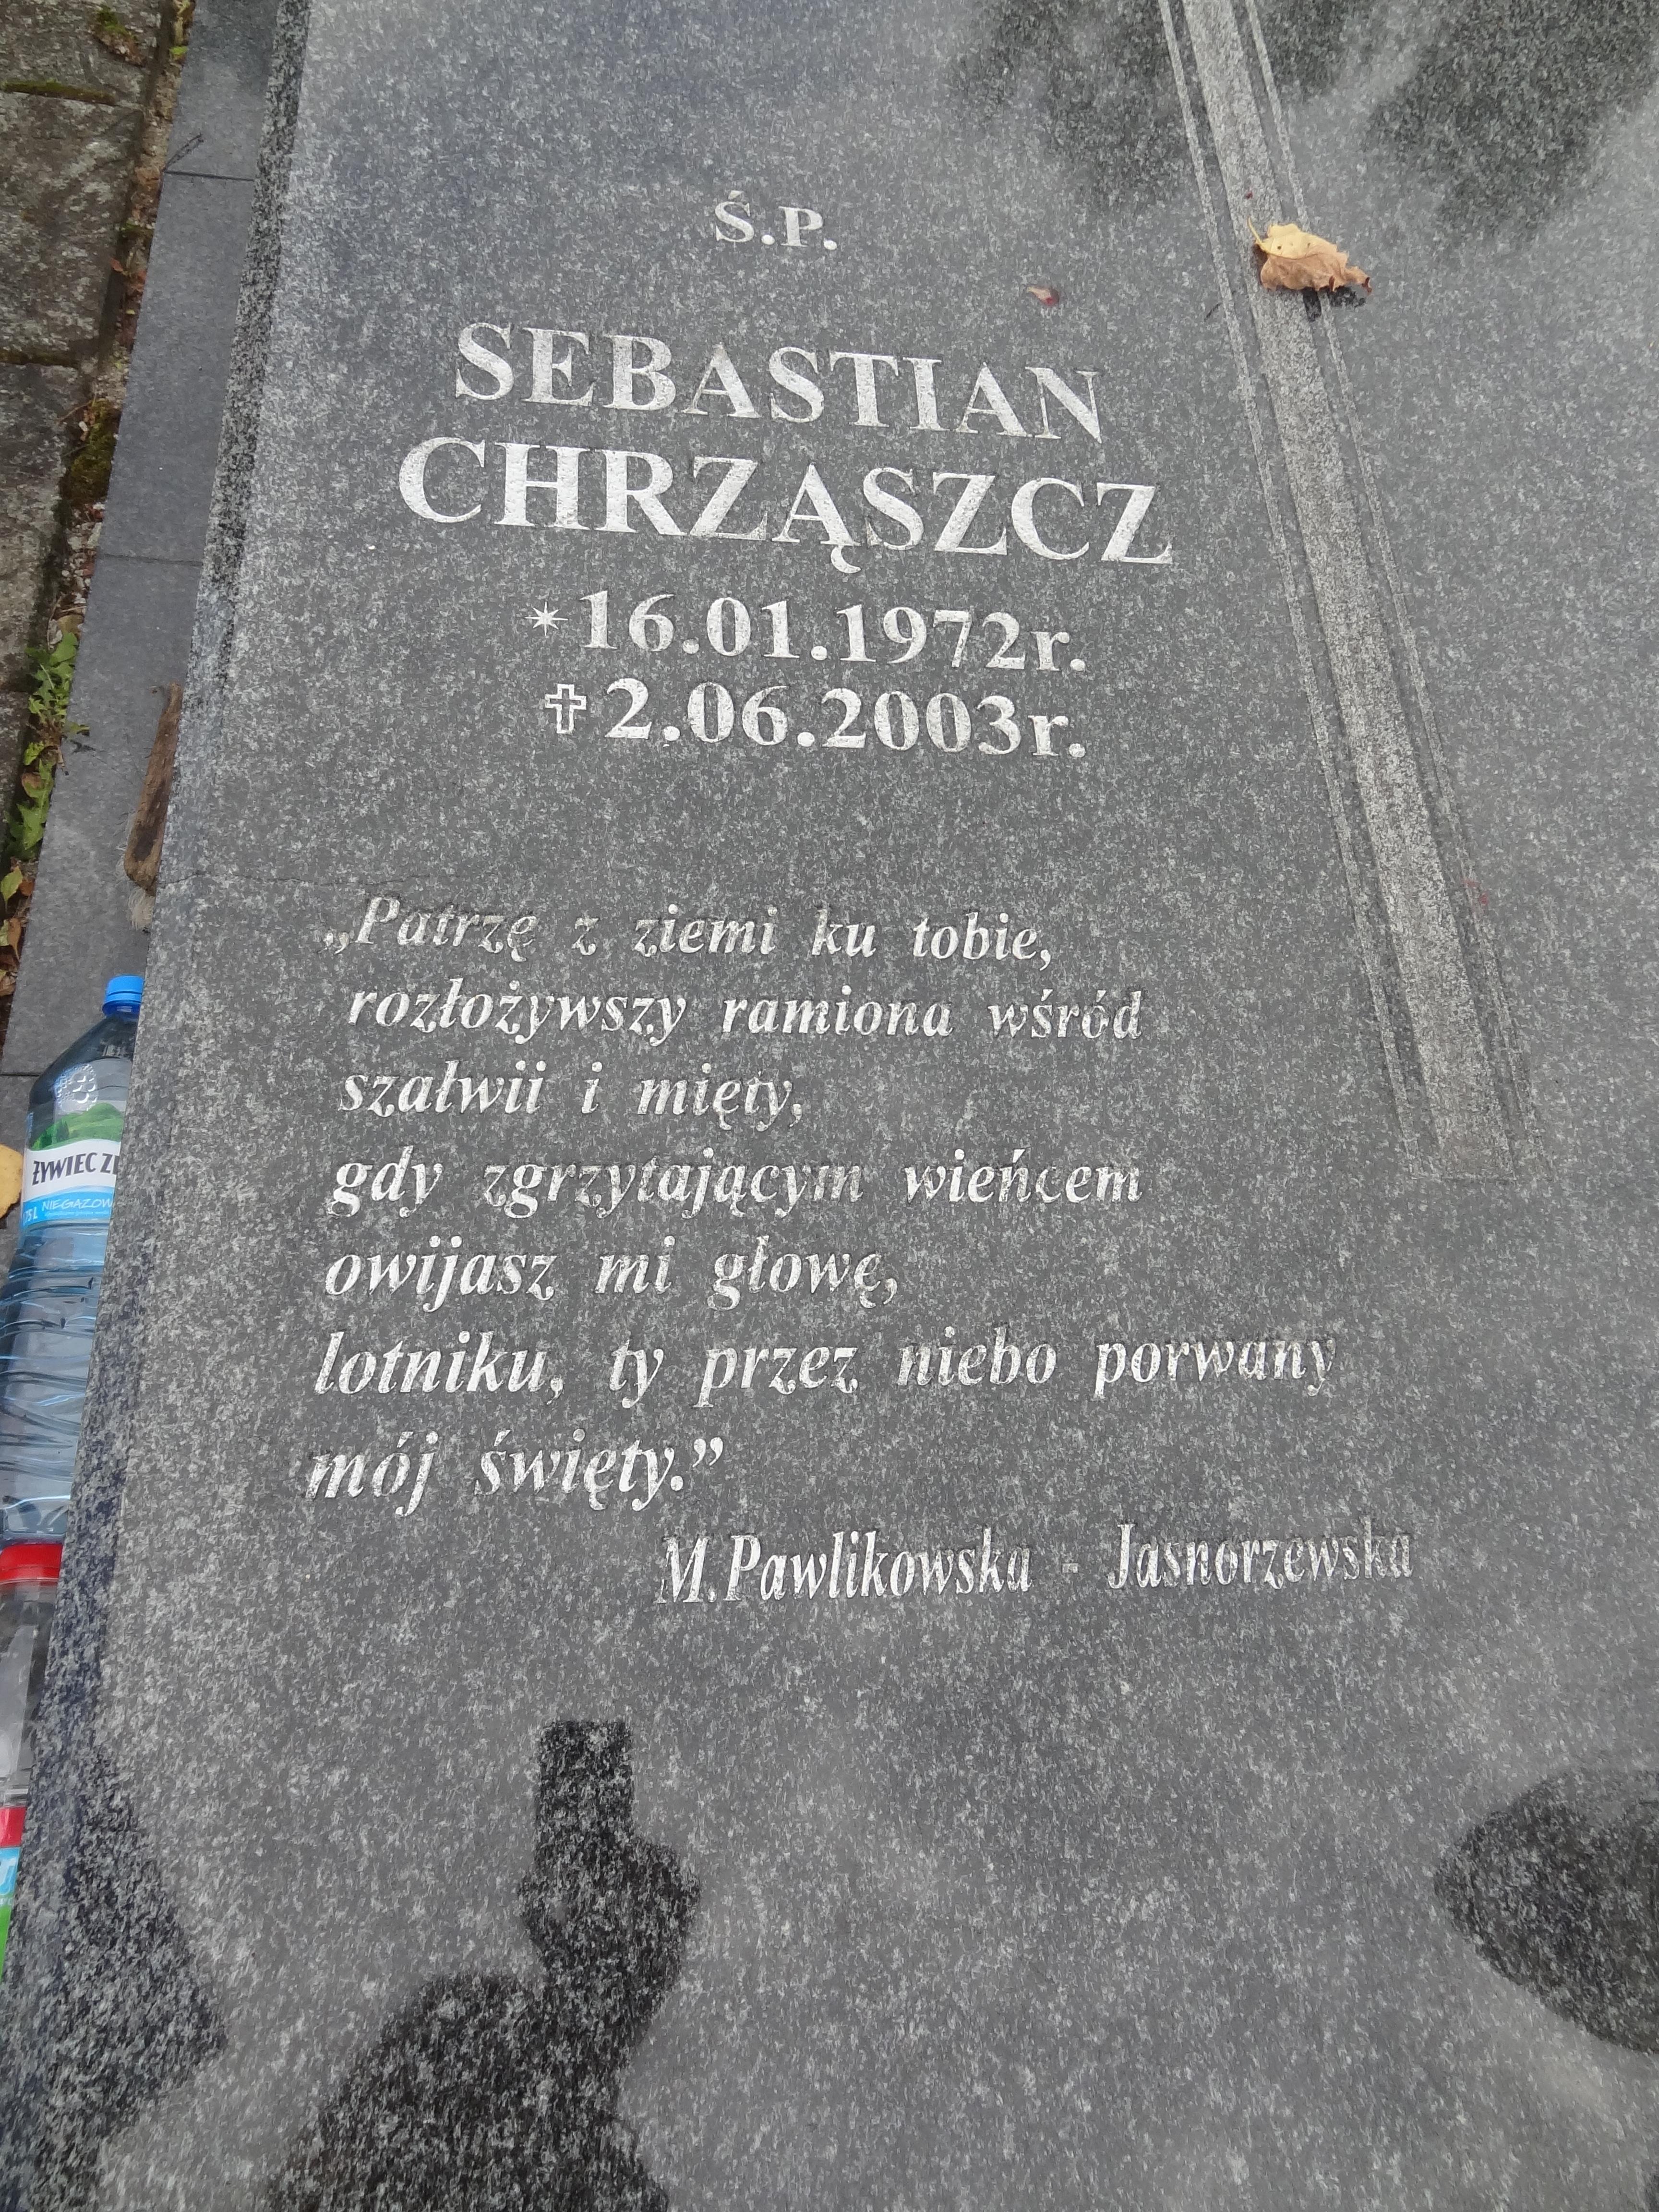 Ś.P.
SEBASTIAN
CHRZĄSZCZ
16.01.1972r.
2.06.2003r.
„Patrzę z ziemi ku tobie,
rozłożywszy ramiona wśród
szałwii i mięty,
gdy zgrzytającym wieńcem
owijasz mi głowę,
lotniku, ty przez niebo porwany
mój święty.”
M.Pawlikowska - Jasnorzewska
ŻYWIEC